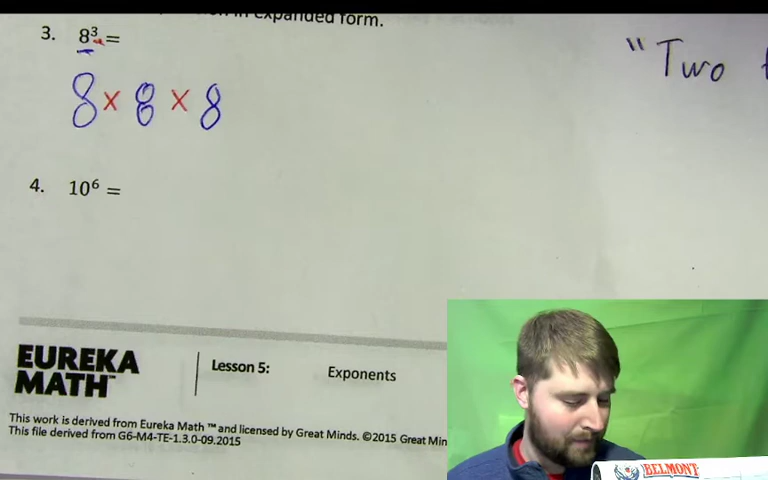 in expanded form.
3. 8³ =
"Two
8 × 8 × 8
4. 10⁶ =
EUREKA
MATH™
Lesson 5:
Exponents
This work is derived from Eureka Math ™ and licensed by Great Minds. ©2015 Great Min
This file derived from G6-M4-TE-1.3.0-09.2015
BELMONT